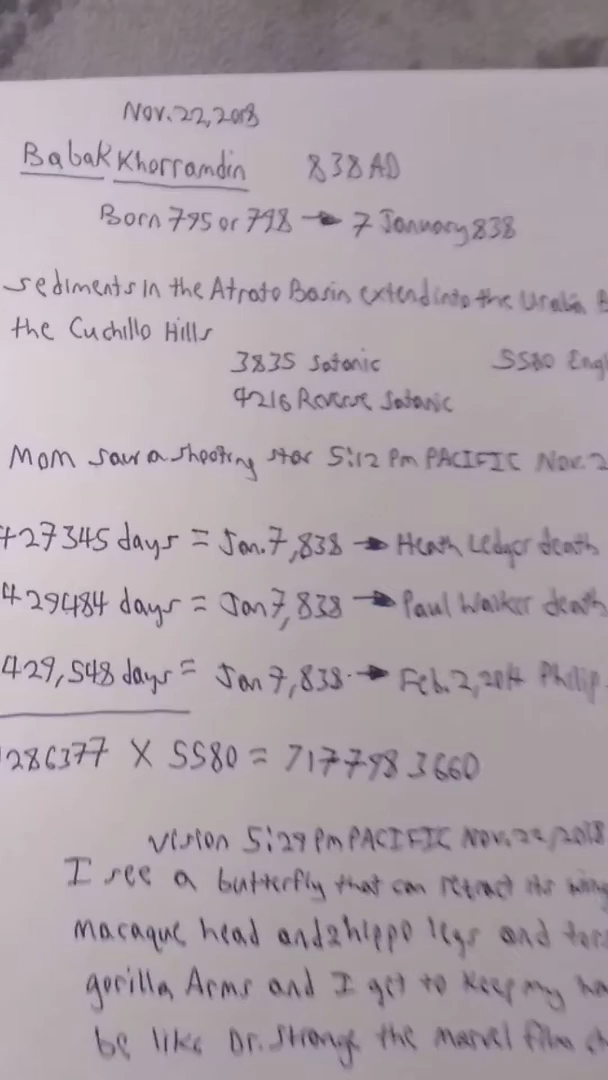 Nov. 22, 2018
Babak Khorramdin 838 AD
Born 795 or 798 → 7 January 838
sediments in the Atrato Basin extend into the Uraba B
the Cuchillo Hills
3835 Satanic 5580 Engl
4216 Reverse Satanic
Mom saw a shooting star 5:12 Pm PACIFIC Nov. 2
427345 days = Jan. 7, 838 → Heath Ledger death
429484 days = Jan 7, 838 → Paul Walker death
429,548 days = Jan 7, 838 → Feb. 2, 2014 Philip
1286377 X 5580 = 7177983660
Vision 5:29 Pm PACIFIC Nov. 22, 2018
I see a butterfly that can retract its wing
macaque head and 2 hippo legs and
gorilla Arms and I get to keep my
be like Dr. Strange the marvel film